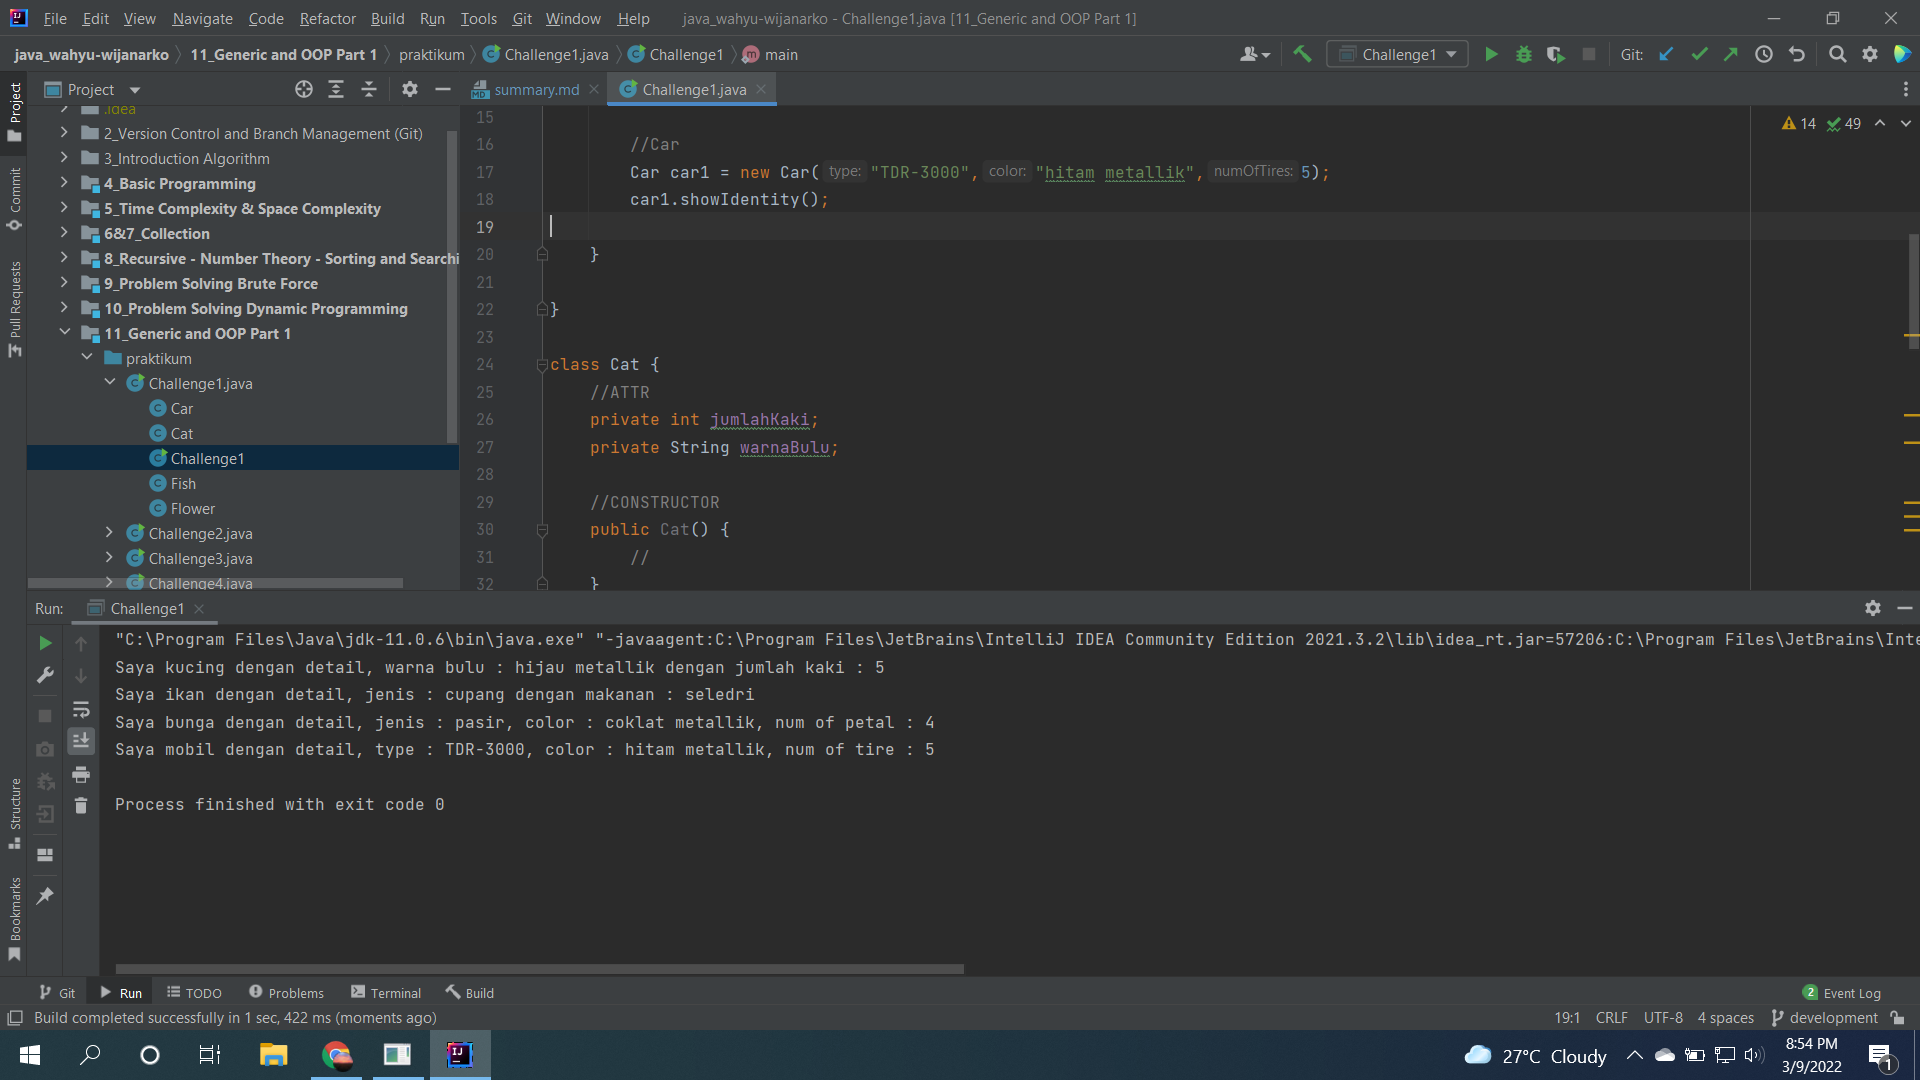 File Edit View Navigate Code Refactor Build Run Tools Git Window Help java_wahyu-wijanarko - Challenge1.java [11_Generic and OOP Part 1]
java_wahyu-wijanarko 11_Generic and OOP Part 1 praktikum Challenge1.java Challenge1 main Challenge1 Git:
Project summary.md Challenge1.java
Project
Commit
Pull Requests
Structure
Bookmarks
.idea
2_Version Control and Branch Management (Git)
3_Introduction Algorithm
4_Basic Programming
5_Time Complexity & Space Complexity
6&7_Collection
8_Recursive - Number Theory - Sorting and Searchi
9_Problem Solving Brute Force
10_Problem Solving Dynamic Programming
11_Generic and OOP Part 1
praktikum
Challenge1.java
Car
Cat
Challenge1
Fish
Flower
Challenge2.java
Challenge3.java
Challenge4.java
14 49
15
16 //Car
17 Car car1 = new Car( type: "TDR-3000", color: "hitam metallik", numOfTires: 5);
18 car1.showIdentity();
19
20 }
21
22 }
23
24 class Cat {
25 //ATTR
26 private int jumlahKaki;
27 private String warnaBulu;
28
29 //CONSTRUCTOR
30 public Cat() {
31 //
32 }
Run: Challenge1
"C:\Program Files\Java\jdk-11.0.6\bin\java.exe" "-javaagent:C:\Program Files\JetBrains\IntelliJ IDEA Community Edition 2021.3.2\lib\idea_rt.jar=57206:C:\Program Files\JetBrains\Inte
Saya kucing dengan detail, warna bulu : hijau metallik dengan jumlah kaki : 5
Saya ikan dengan detail, jenis : cupang dengan makanan : seledri
Saya bunga dengan detail, jenis : pasir, color : coklat metallik, num of petal : 4
Saya mobil dengan detail, type : TDR-3000, color : hitam metallik, num of tire : 5
Process finished with exit code 0
Git Run TODO Problems Terminal Build 2 Event Log
Build completed successfully in 1 sec, 422 ms (moments ago) 19:1 CRLF UTF-8 4 spaces development
27°C Cloudy 8:54 PM
3/9/2022 1